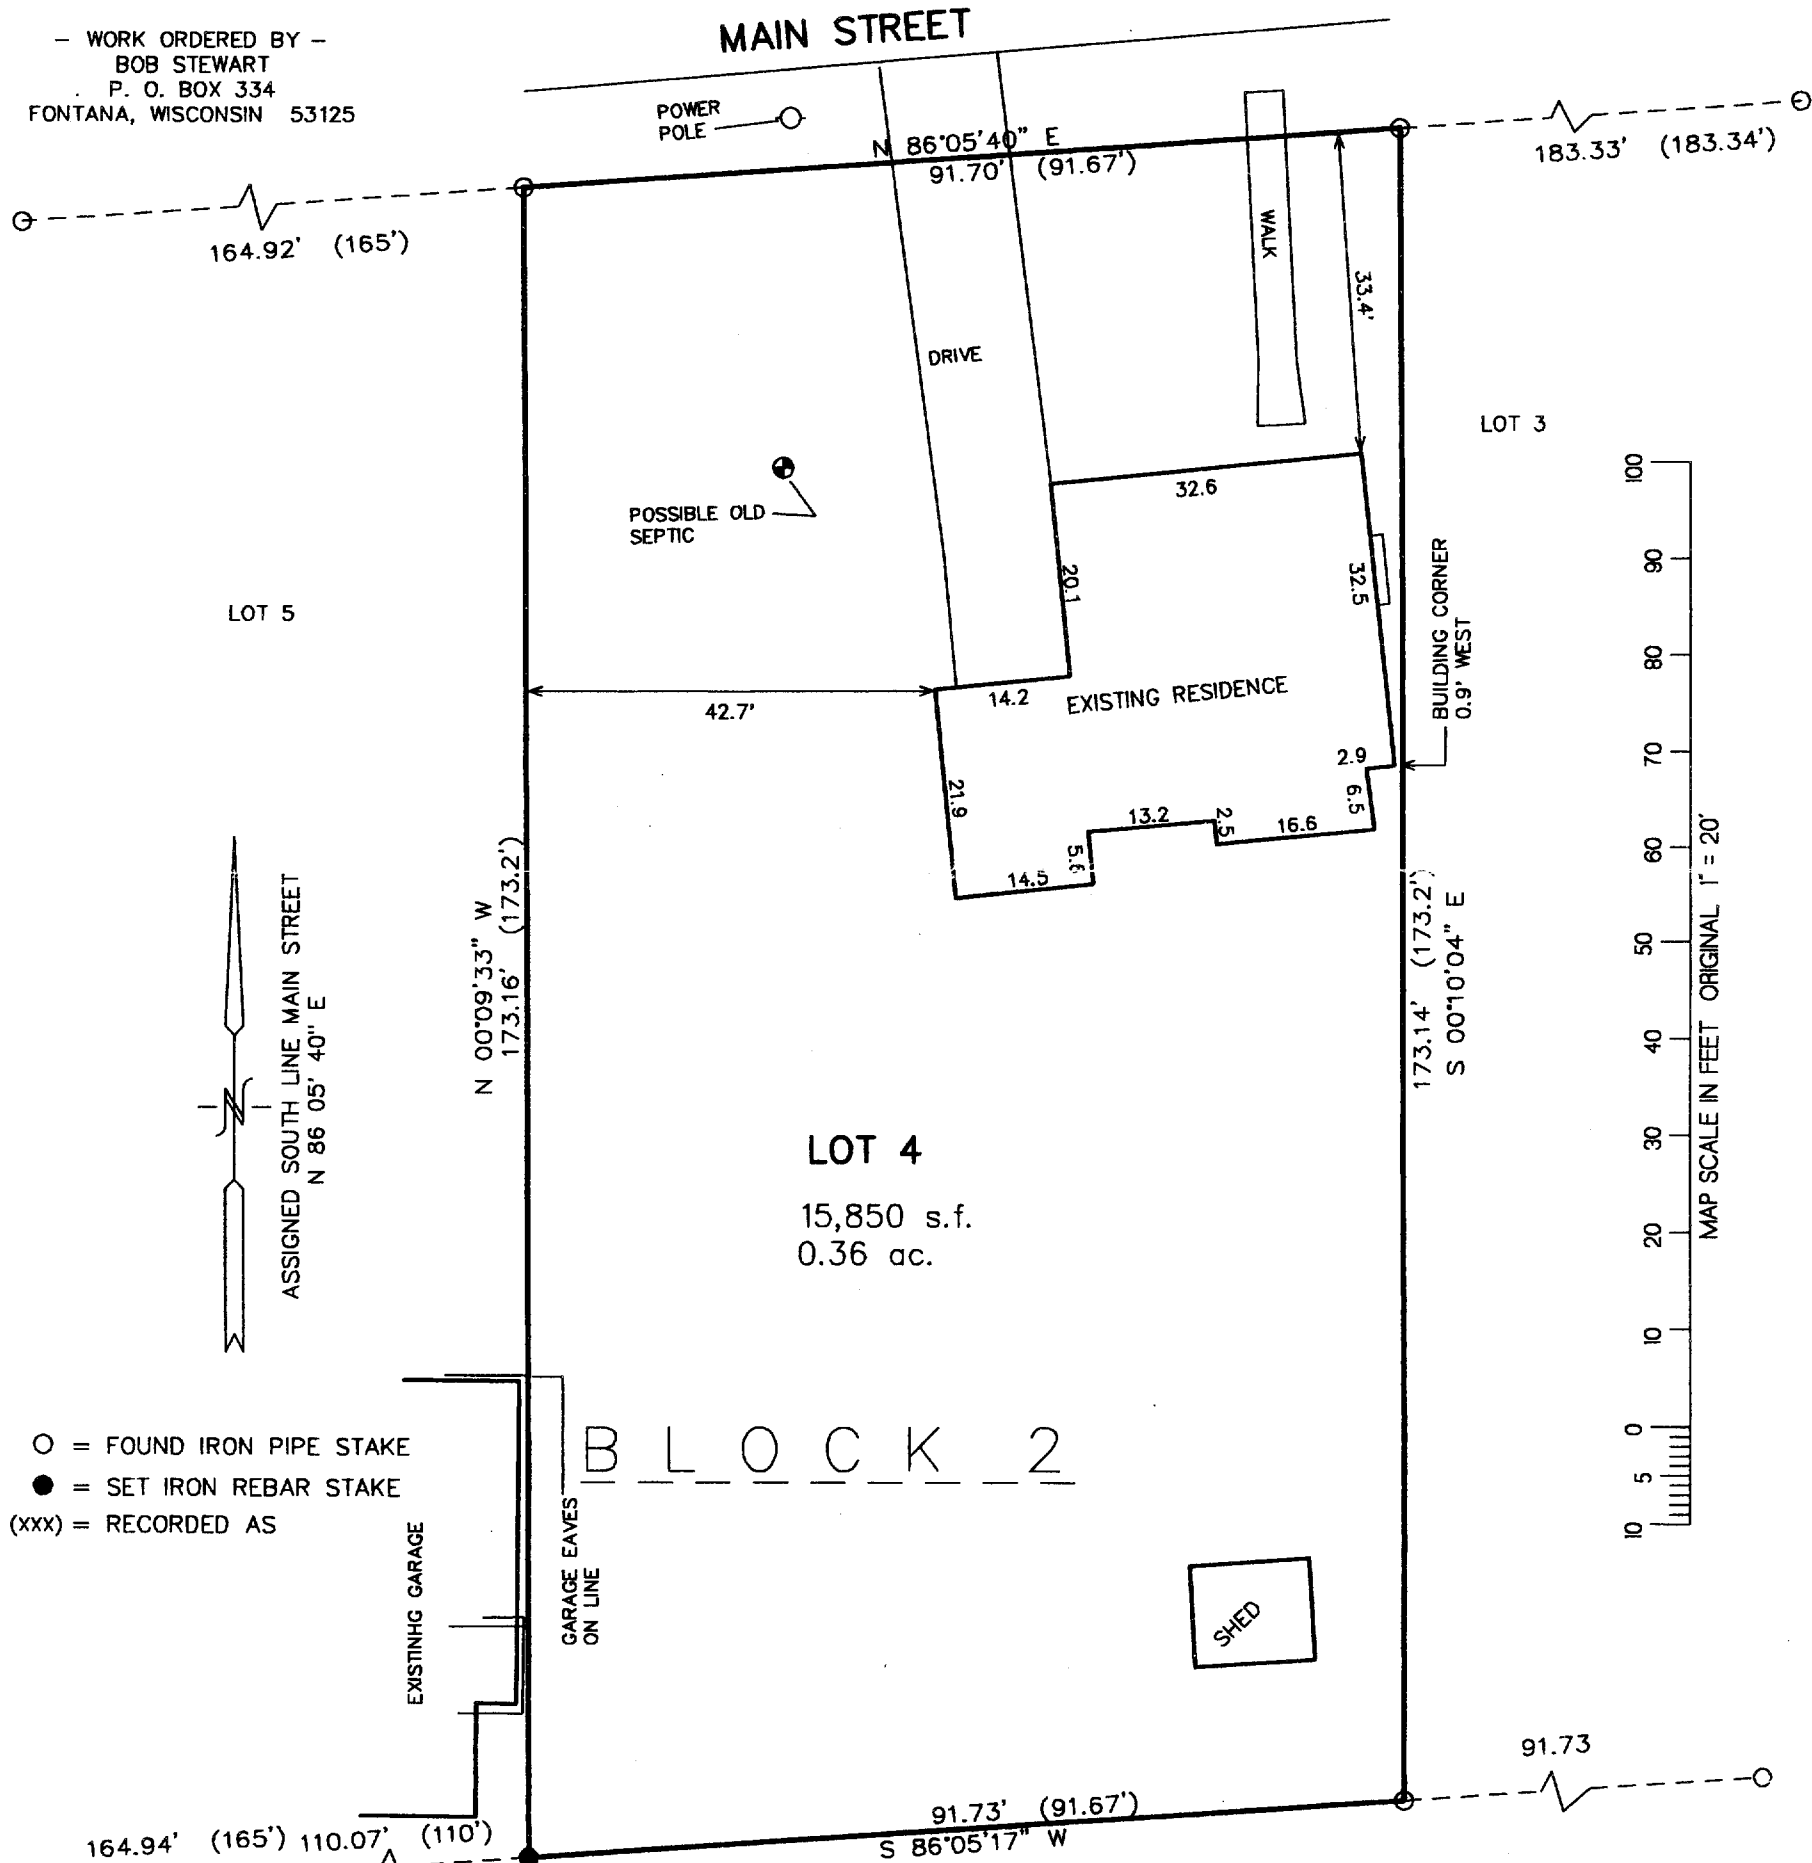 – WORK ORDERED BY –
BOB STEWART
P. O. BOX 334
FONTANA, WISCONSIN 53125
MAIN STREET
POWER
POLE
N 86°05'40" E
91.70' (91.67')
183.33' (183.34')
164.92' (165')
WALK
33.4'
DRIVE
LOT 3
32.6
POSSIBLE OLD
SEPTIC
20.1
32.5
BUILDING CORNER
0.9' WEST
LOT 5
42.7'
14.2
EXISTING RESIDENCE
2.9
6.5
21.9
13.2
2.5
16.6
5.6
14.5
N 00°09'33" W
173.16' (173.2')
173.14' (173.2')
S 00°10'04" E
ASSIGNED SOUTH LINE MAIN STREET
N 86 05' 40" E
N
LOT 4
15,850 s.f.
0.36 ac.
100
90
80
70
60
50
40
30
20
10
0
5
10
MAP SCALE IN FEET ORIGINAL 1" = 20'
BLOCK 2
○ = FOUND IRON PIPE STAKE
● = SET IRON REBAR STAKE
(XXX) = RECORDED AS
EXISTINHG GARAGE
GARAGE EAVES
ON LINE
SHED
91.73
91.73' (91.67')
S 86°05'17" W
164.94' (165') 110.07' (110')